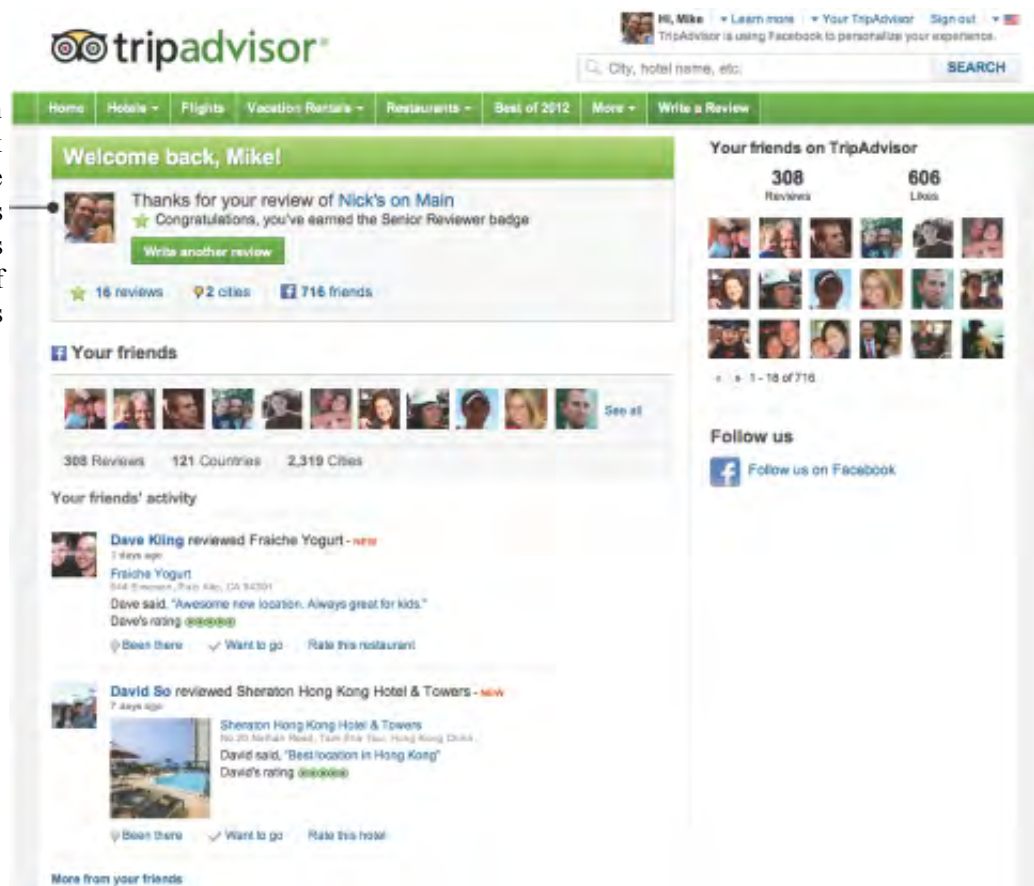 Hi, Mike Learn more Your TripAdvisor Sign out
TripAdvisor is using Facebook to personalize your experience.
tripadvisor
City, hotel name, etc. SEARCH
Home Hotels Flights Vacation Rentals Restaurants Best of 2012 More Write a Review
Welcome back, Mike!
Thanks for your review of Nick's on Main
Congratulations, you've earned the Senior Reviewer badge
Write another review
16 reviews 2 cities 716 friends
Your friends
See all
308 Reviews 121 Countries 2,319 Cities
Your friends' activity
Dave Kling reviewed Fraiche Yogurt - NEW
days ago
Fraiche Yogurt
Dave said, "Awesome new location. Always great for kids."
Dave's rating
Been there Want to go Rate this restaurant
David So reviewed Sheraton Hong Kong Hotel & Towers - NEW
7 days ago
Sheraton Hong Kong Hotel & Towers
David said, "Best location in Hong Kong"
David's rating
Been there Want to go Rate this hotel
More from your friends
Your friends on TripAdvisor
308 606
Reviews Likes
1 - 18 of 716
Follow us
Follow us on Facebook